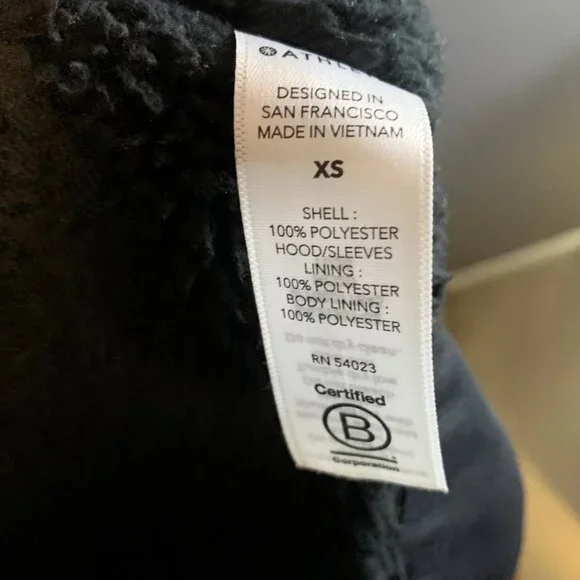 DESIGNED IN
SAN FRANCISCO
MADE IN VIETNAM
XS
SHELL :
100% POLYESTER
HOOD/SLEEVES
LINING :
100% POLYESTER
BODY LINING :
100% POLYESTER
RN 54023
Certified
B
Corporation